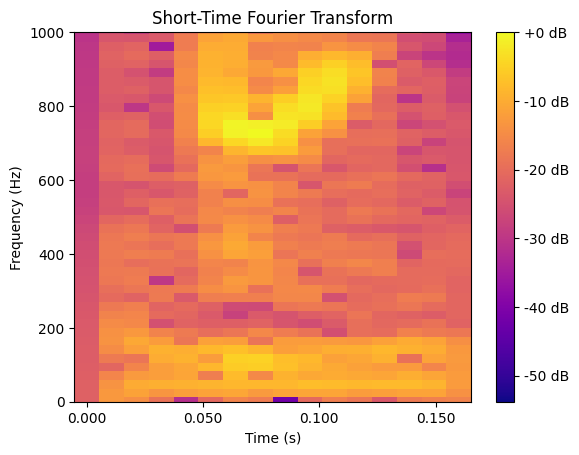 Short-Time Fourier Transform
1000
800
600
400
200
0
Frequency (Hz)
0.000
0.050
0.100
0.150
Time (s)
+0 dB
-10 dB
-20 dB
-30 dB
-40 dB
-50 dB